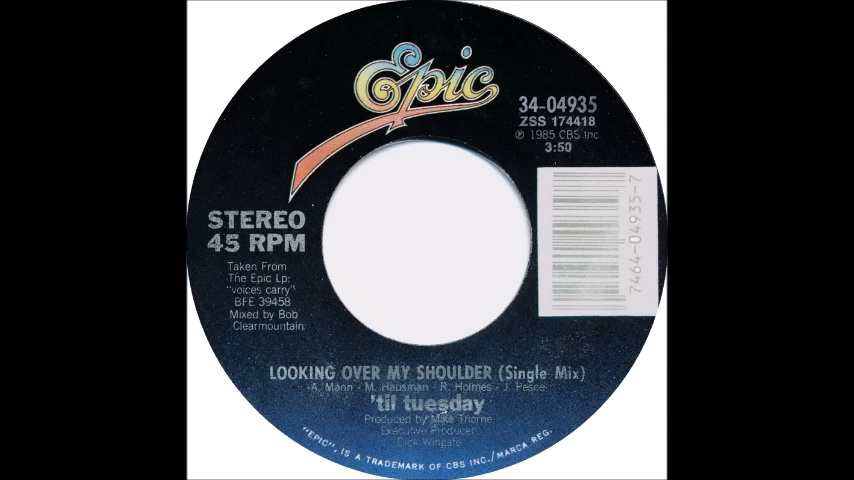 Epic
34-04935
ZSS 174418
℗ 1985 CBS Inc.
3:50
STEREO
45 RPM
Taken From
The Epic Lp:
"voices carry"
BFE 39458
Mixed by Bob
Clearmountain
7464-04935-7
LOOKING OVER MY SHOULDER (Single Mix)
-A. Mann - M. Hausman - R. Holmes - J. Pesce-
'til tuesday
Produced by Mike Thorne
Executive Producer:
Dick Wingate
"EPIC", IS A TRADEMARK OF CBS INC./MARCA REG.